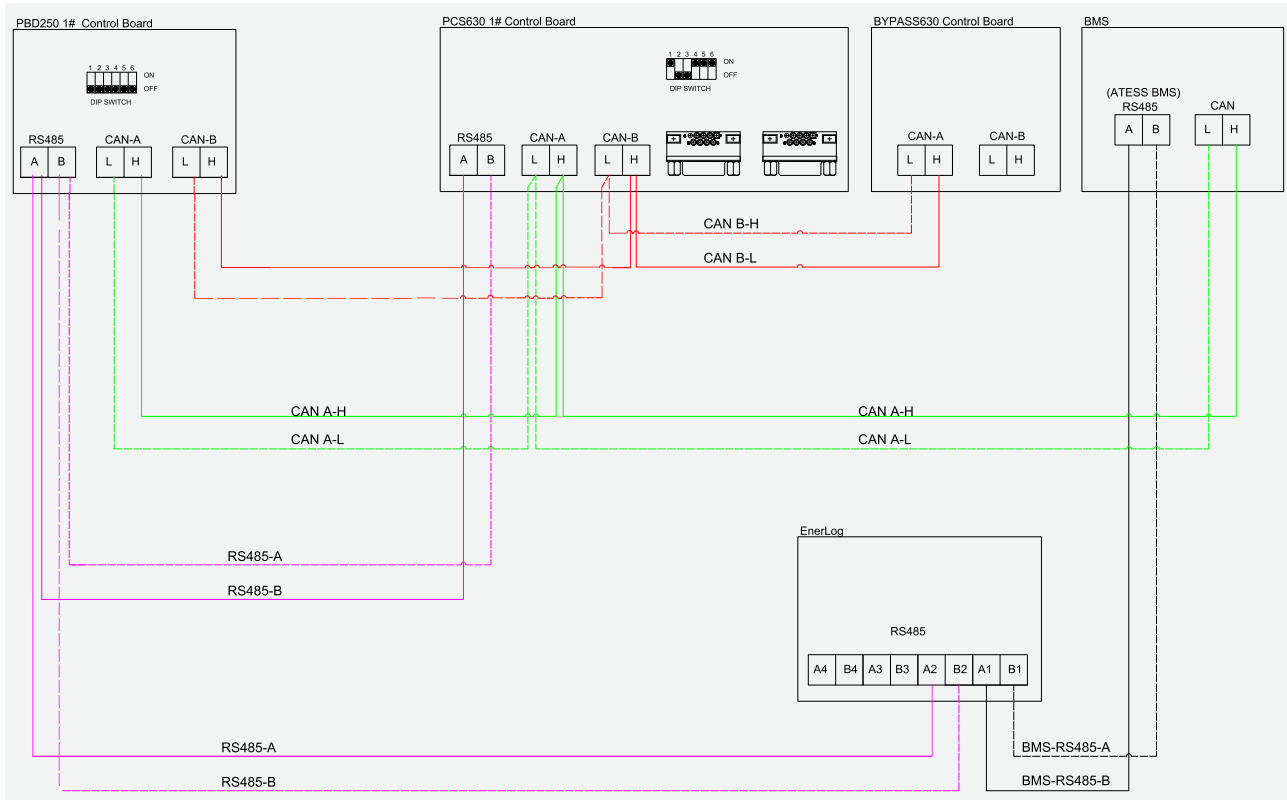 PBD250 1# Control Board
1 2 3 4 5 6
ON
OFF
DIP SWITCH
RS485
CAN-A
CAN-B
A B
L H
L H
PCS630 1# Control Board
1 2 3 4 5 6
ON
OFF
DIP SWITCH
RS485
CAN-A
CAN-B
A B
L H
L H
BYPASS630 Control Board
CAN-A
CAN-B
L H
L H
BMS
(ATESS BMS)
RS485
CAN
A B
L H
CAN B-H
CAN B-L
CAN A-H
CAN A-H
CAN A-L
CAN A-L
RS485-A
RS485-B
EnerLog
RS485
A4 B4 A3 B3 A2 B2 A1 B1
RS485-A
BMS-RS485-A
RS485-B
BMS-RS485-B